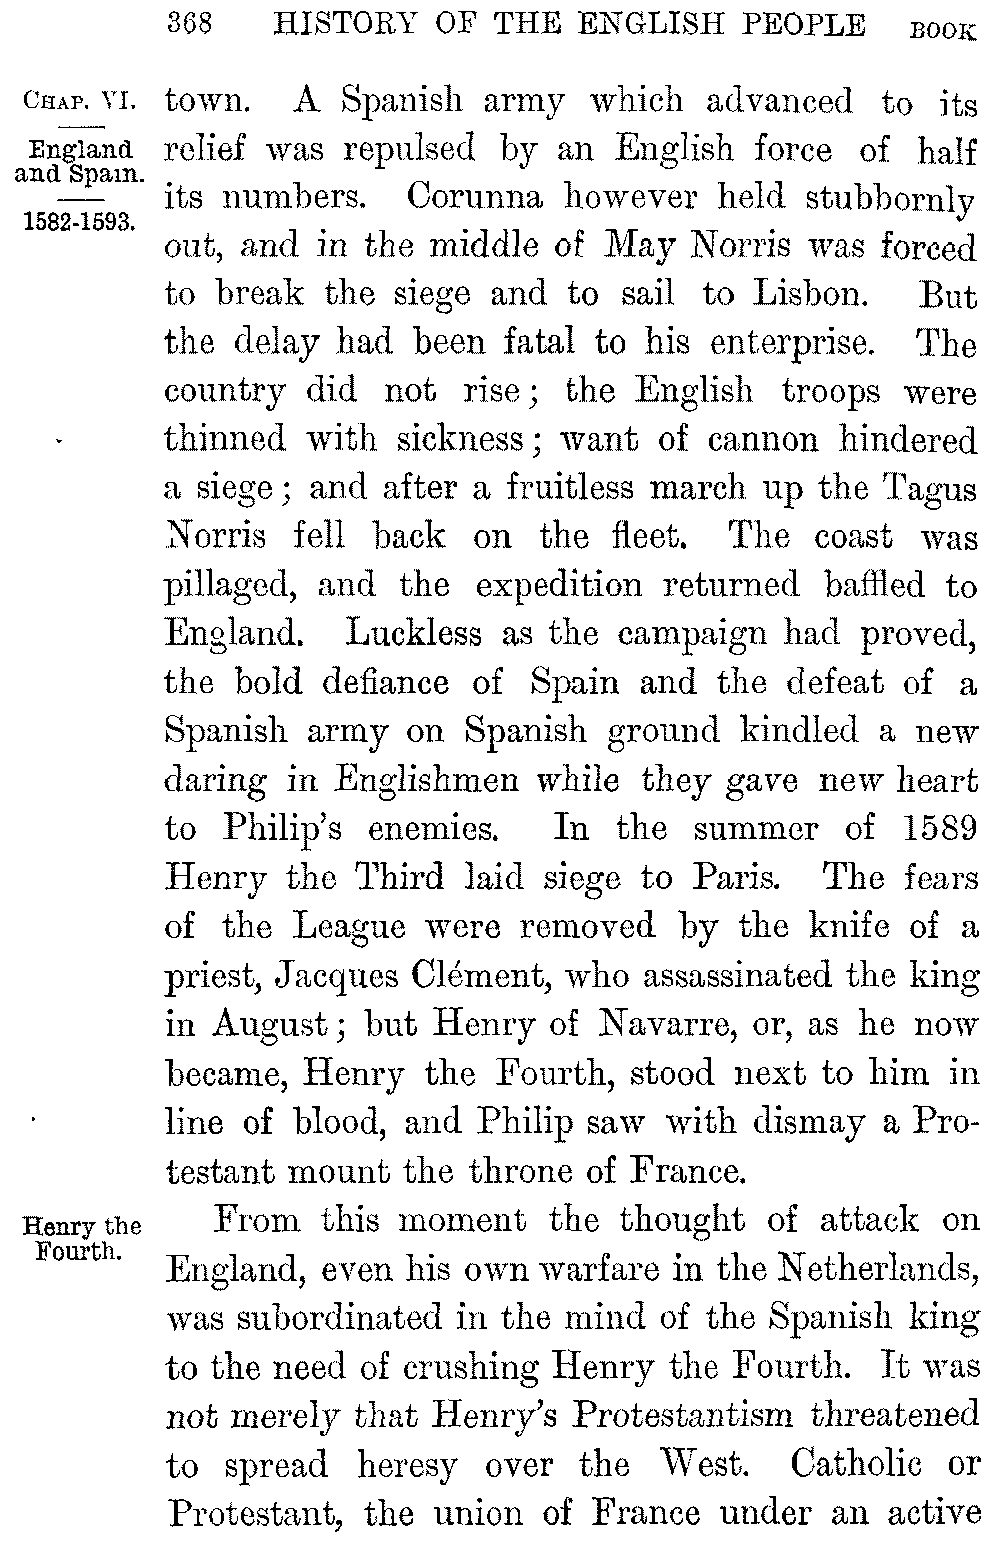 368 HISTORY OF THE ENGLISH PEOPLE BOOK
CHAP. VI.
England
and Spain.
1582-1593.
town. A Spanish army which advanced to its
relief was repulsed by an English force of half
its numbers. Corunna however held stubbornly
out, and in the middle of May Norris was forced
to break the siege and to sail to Lisbon. But
the delay had been fatal to his enterprise. The
country did not rise; the English troops were
thinned with sickness; want of cannon hindered
a siege; and after a fruitless march up the Tagus
Norris fell back on the fleet. The coast was
pillaged, and the expedition returned baffled to
England. Luckless as the campaign had proved,
the bold defiance of Spain and the defeat of a
Spanish army on Spanish ground kindled a new
daring in Englishmen while they gave new heart
to Philip's enemies. In the summer of 1589
Henry the Third laid siege to Paris. The fears
of the League were removed by the knife of a
priest, Jacques Clément, who assassinated the king
in August; but Henry of Navarre, or, as he now
became, Henry the Fourth, stood next to him in
line of blood, and Philip saw with dismay a Pro-
testant mount the throne of France.
Henry the
Fourth.
From this moment the thought of attack on
England, even his own warfare in the Netherlands,
was subordinated in the mind of the Spanish king
to the need of crushing Henry the Fourth. It was
not merely that Henry's Protestantism threatened
to spread heresy over the West. Catholic or
Protestant, the union of France under an active